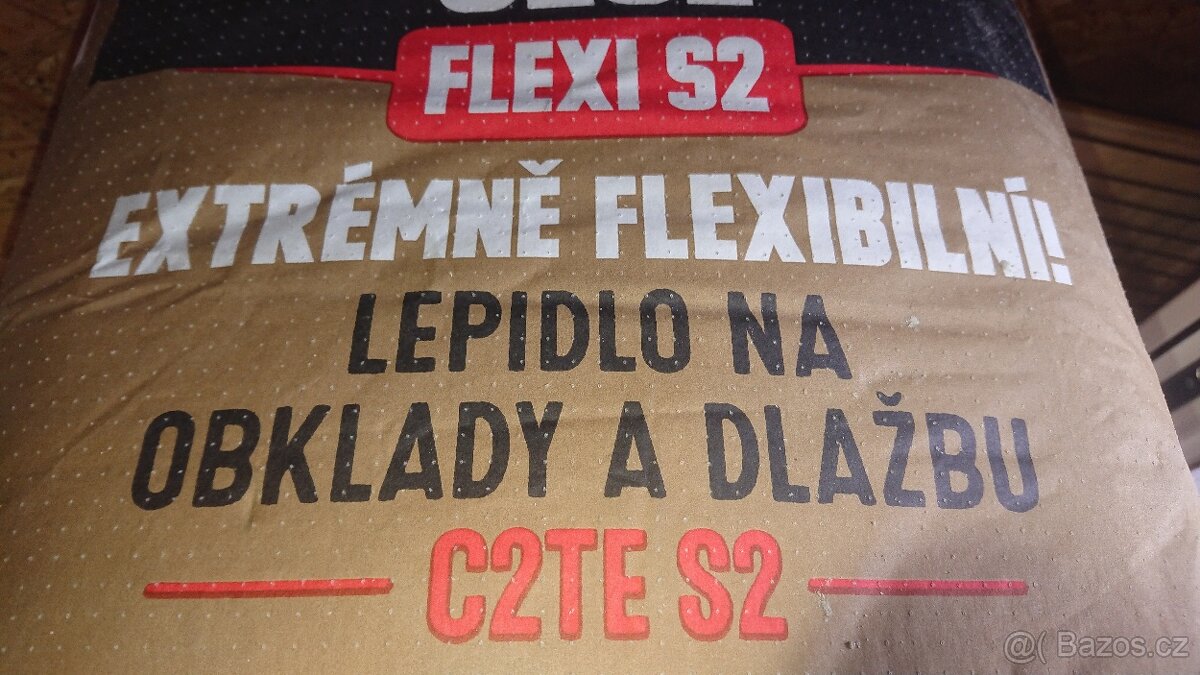 FLEXI S2
EXTRÉMNĚ FLEXIBILNÍ!
LEPIDLO NA
OBKLADY A DLAŽBU
C2TE S2
@( Bazos.cz